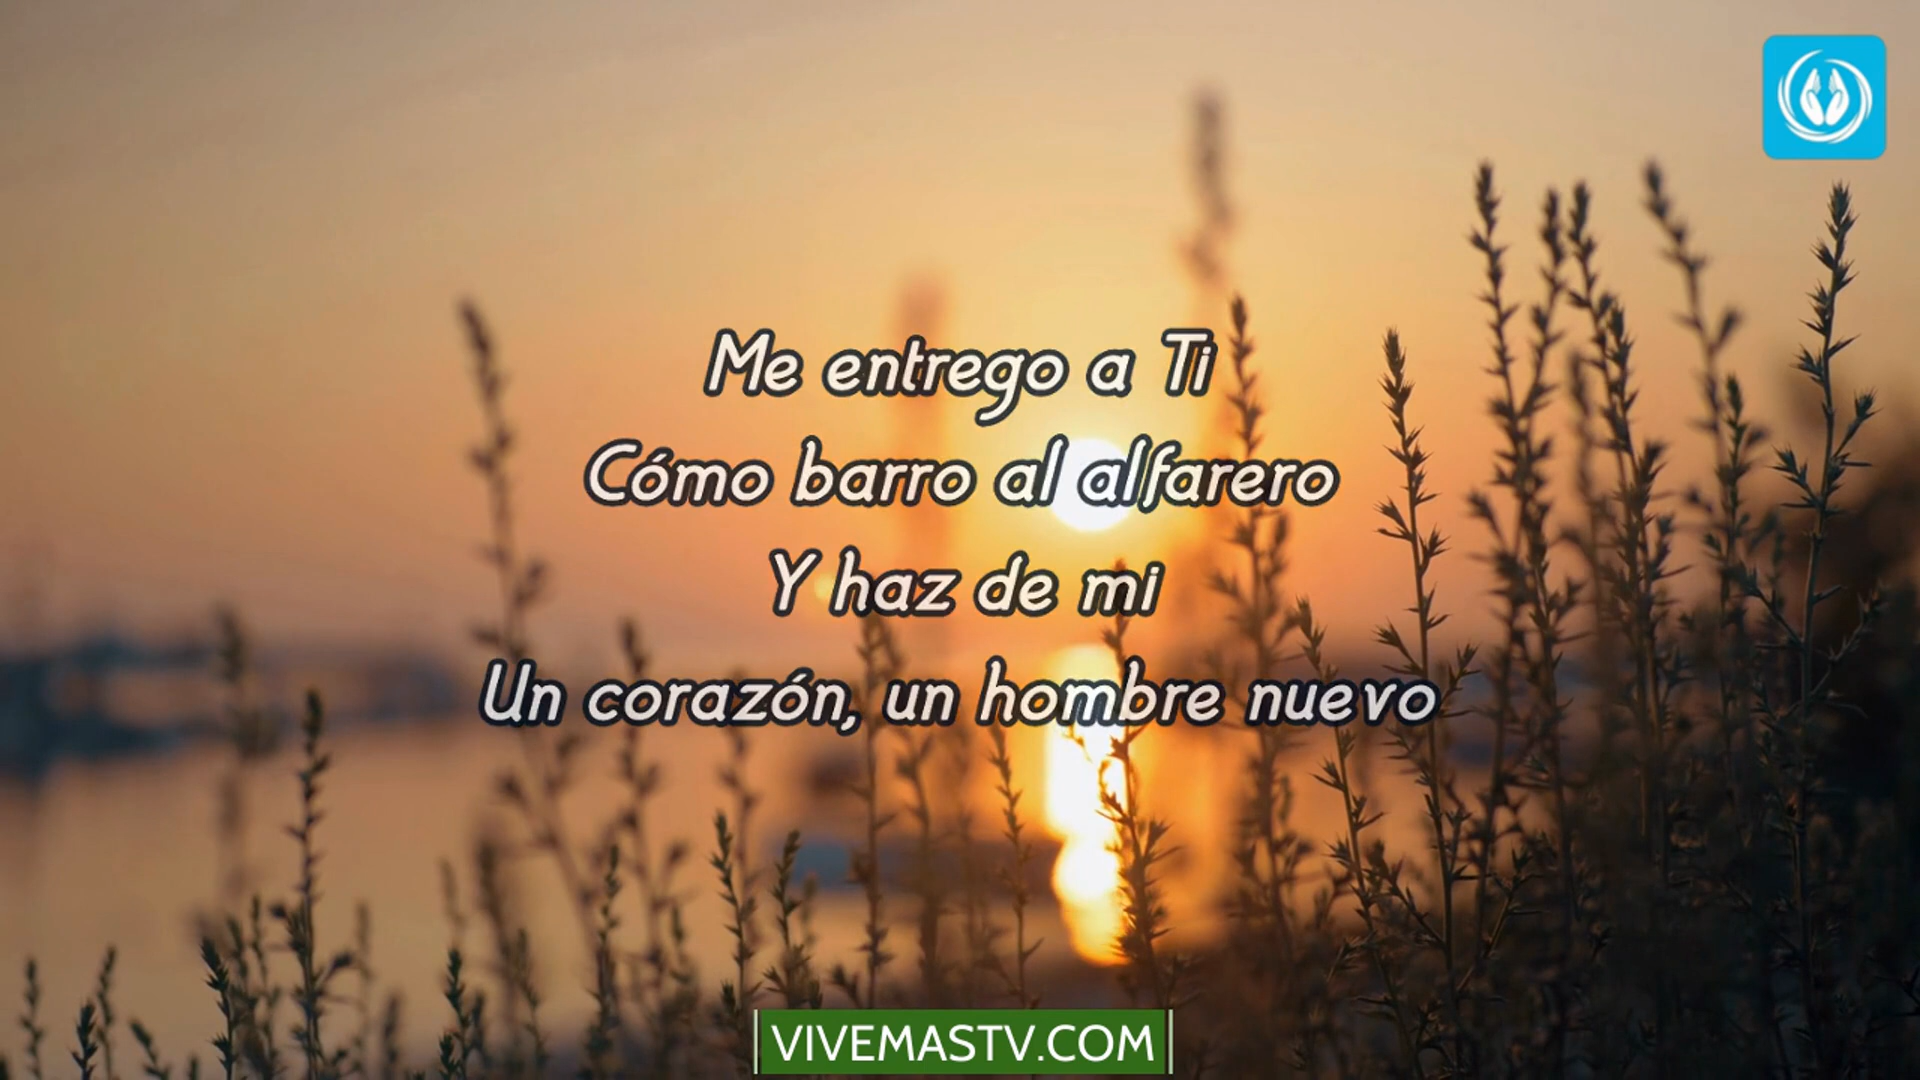 Me entrego a Ti
Cómo barro al alfarero
Y haz de mi
Un corazón, un hombre nuevo
VIVEMASTV.COM